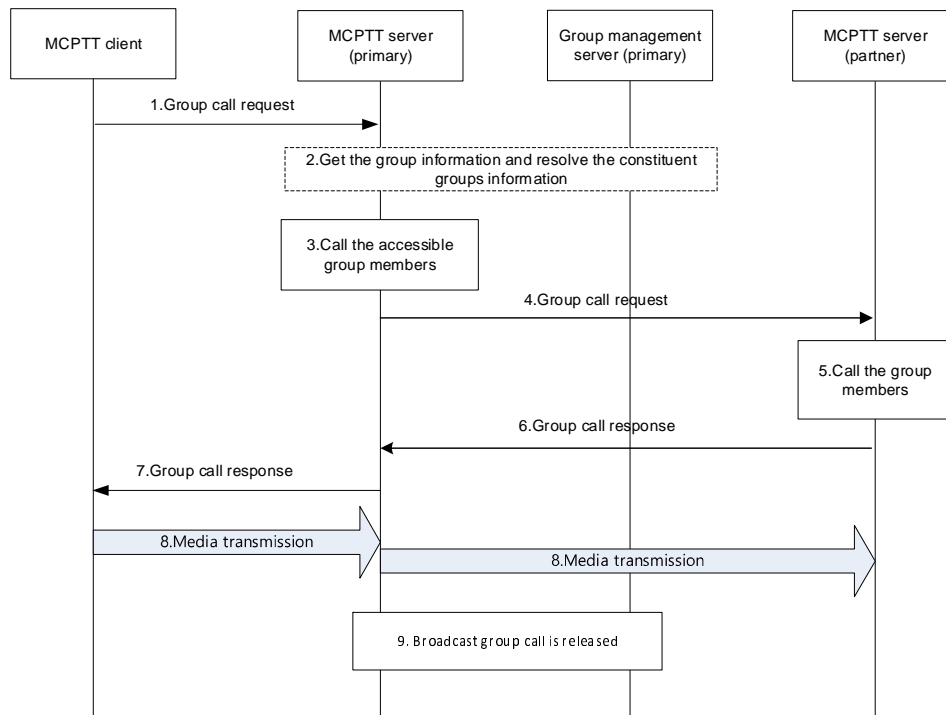 MCPTT client
MCPTT server
(primary)
Group management
server (primary)
MCPTT server
(partner)
1.Group call request
2.Get the group information and resolve the constituent
groups information
3.Call the accessible
group members
4.Group call request
5.Call the group
members
6.Group call response
7.Group call response
8.Media transmission
8.Media transmission
9. Broadcast group call is released